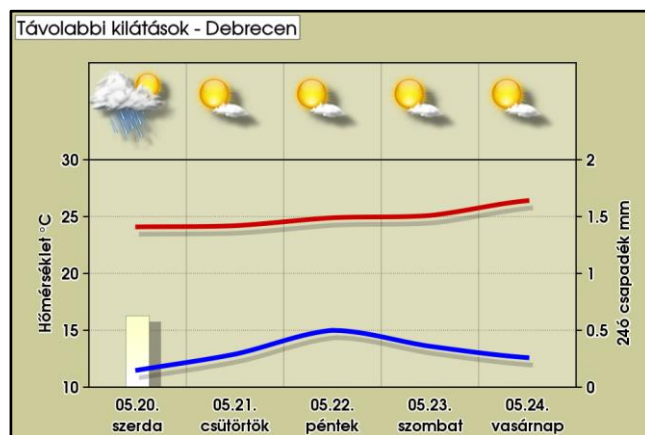 Távolabbi kilátások - Debrecen
30
25
20
15
10
Hőmérséklet °C
2
1.5
1
0.5
0
24ó csapadék mm
05.20. 05.21. 05.22. 05.23. 05.24.
szerda csütörtök péntek szombat vasárnap